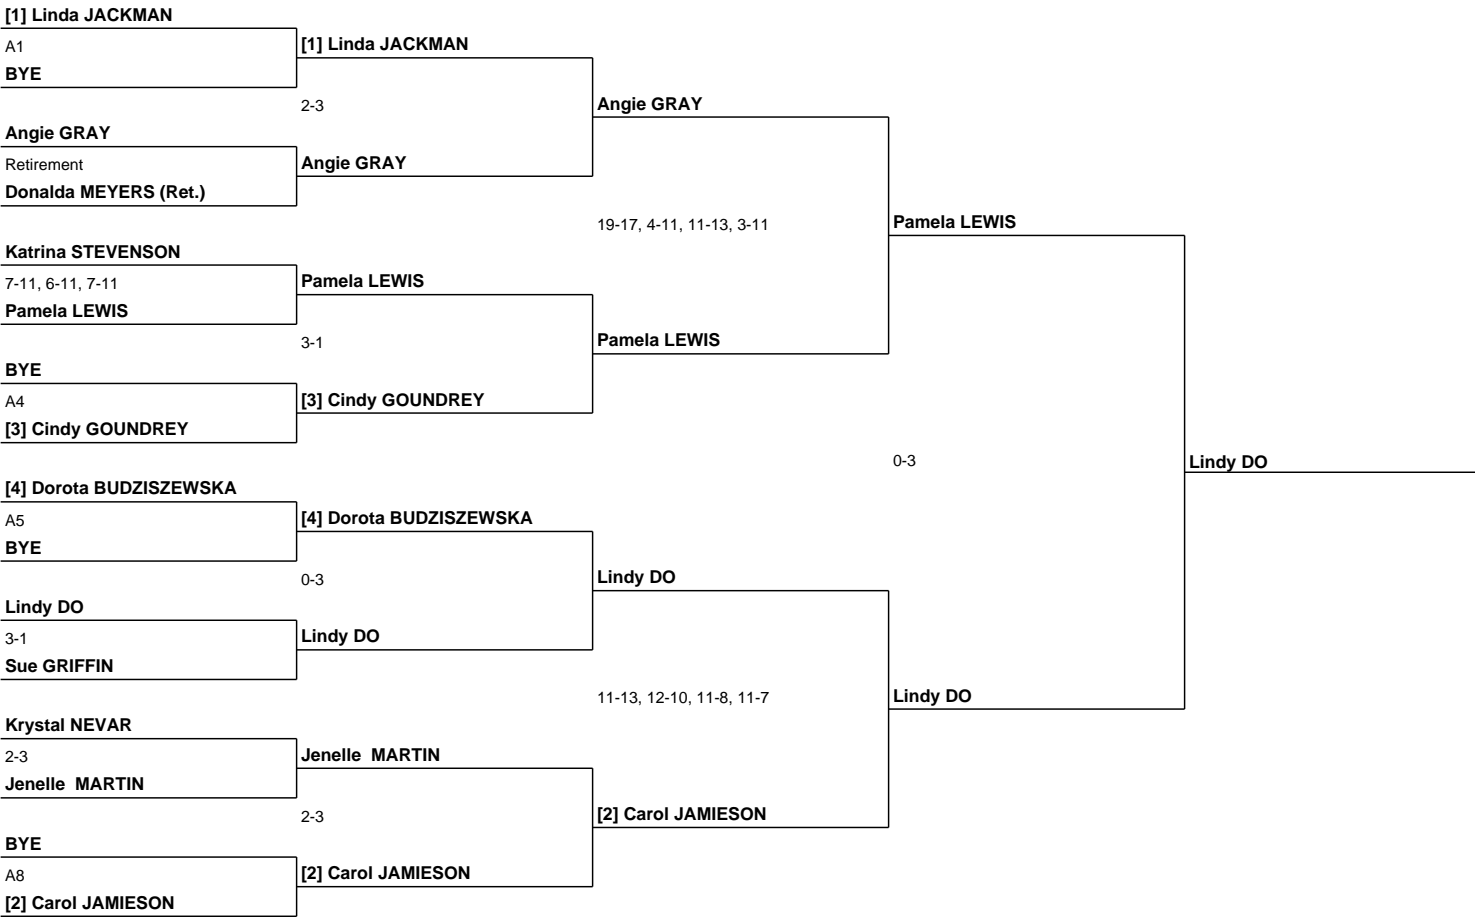 [1] Linda JACKMAN
A1
BYE
Angie GRAY
Retirement
Donalda MEYERS (Ret.)
Katrina STEVENSON
7-11, 6-11, 7-11
Pamela LEWIS
BYE
A4
[3] Cindy GOUNDREY
[4] Dorota BUDZISZEWSKA
A5
BYE
Lindy DO
3-1
Sue GRIFFIN
Krystal NEVAR
2-3
Jenelle  MARTIN
BYE
A8
[2] Carol JAMIESON
[1] Linda JACKMAN
2-3
Angie GRAY
Pamela LEWIS
3-1
[3] Cindy GOUNDREY
[4] Dorota BUDZISZEWSKA
0-3
Lindy DO
Jenelle  MARTIN
2-3
[2] Carol JAMIESON
Angie GRAY
19-17, 4-11, 11-13, 3-11
Pamela LEWIS
Lindy DO
11-13, 12-10, 11-8, 11-7
[2] Carol JAMIESON
Pamela LEWIS
0-3
Lindy DO
Lindy DO